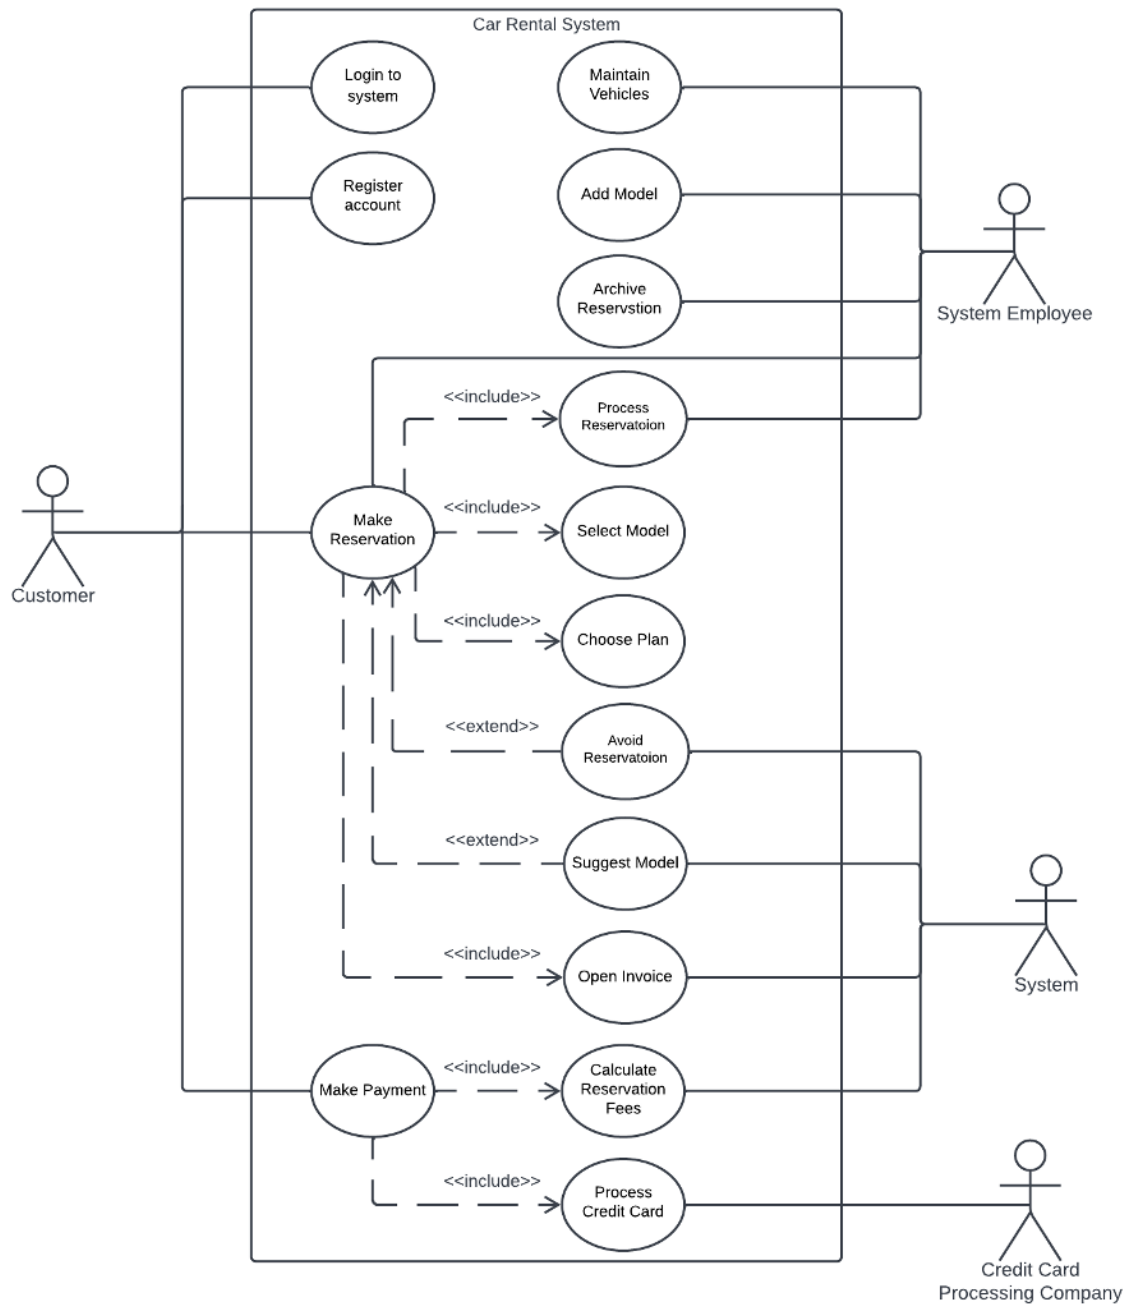 Car Rental System
Login to
system
Maintain
Vehicles
Register
account
Add Model
Archive
Reservstion
System Employee
<<include>>
Process
Reservatoion
<<include>>
Make
Reservation
Select Model
Customer
<<include>>
Choose Plan
<<extend>>
Avoid
Reservatoion
<<extend>>
Suggest Model
<<include>>
Open Invoice
System
<<include>>
Make Payment
Calculate
Reservation
Fees
<<include>>
Process
Credit Card
Credit Card
Processing Company